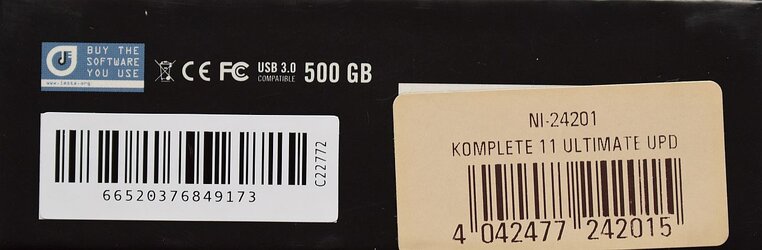 BUY THE
SOFTWARE
YOU USE
www.iesta.org
CE FC USB 3.0
COMPATIBLE
500 GB
66520376849173
C22772
NI-24201
KOMPLETE 11 ULTIMATE UPD
4 042477 242015